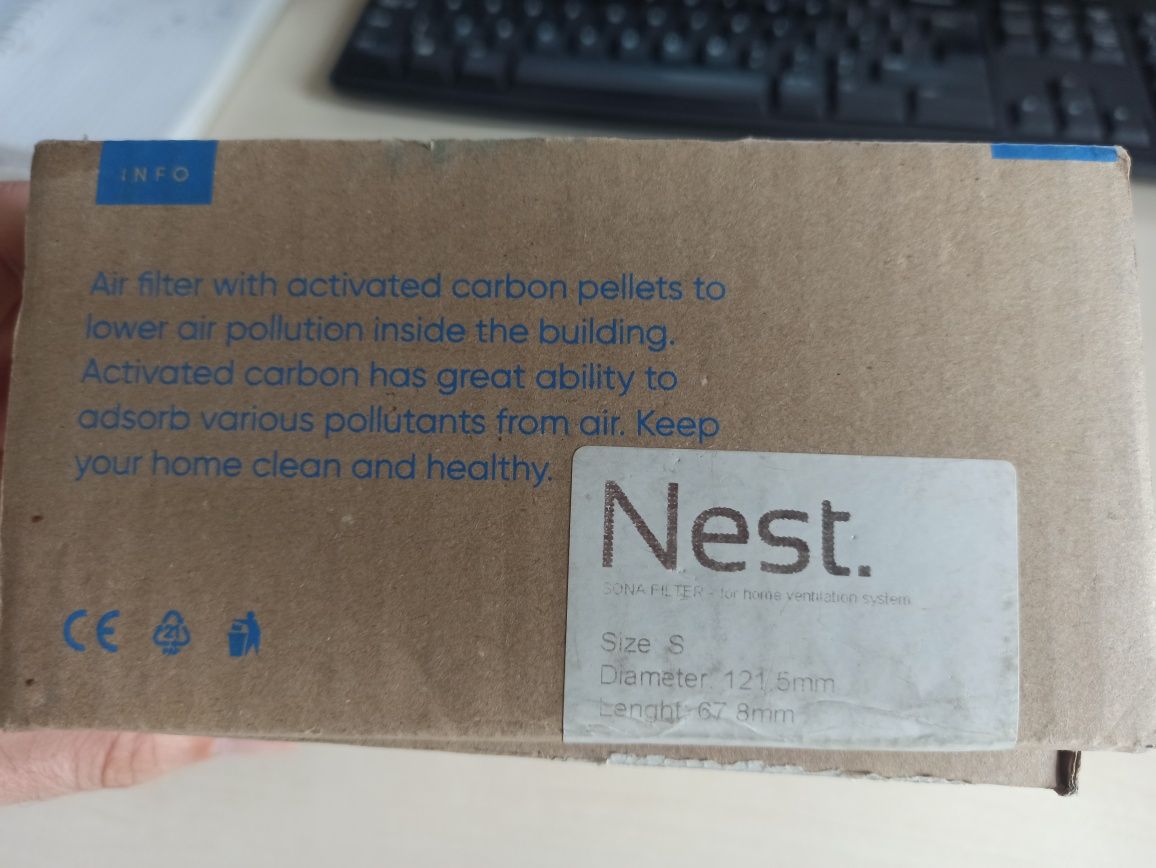 INFO
Air filter with activated carbon pellets to
lower air pollution inside the building.
Activated carbon has great ability to
adsorb various pollutants from air. Keep
your home clean and healthy.
Nest.
SONA FILTER - for home ventilation system
Size: S
Diameter: 121.5mm
Lenght: 67.8mm
CE
21
PAP